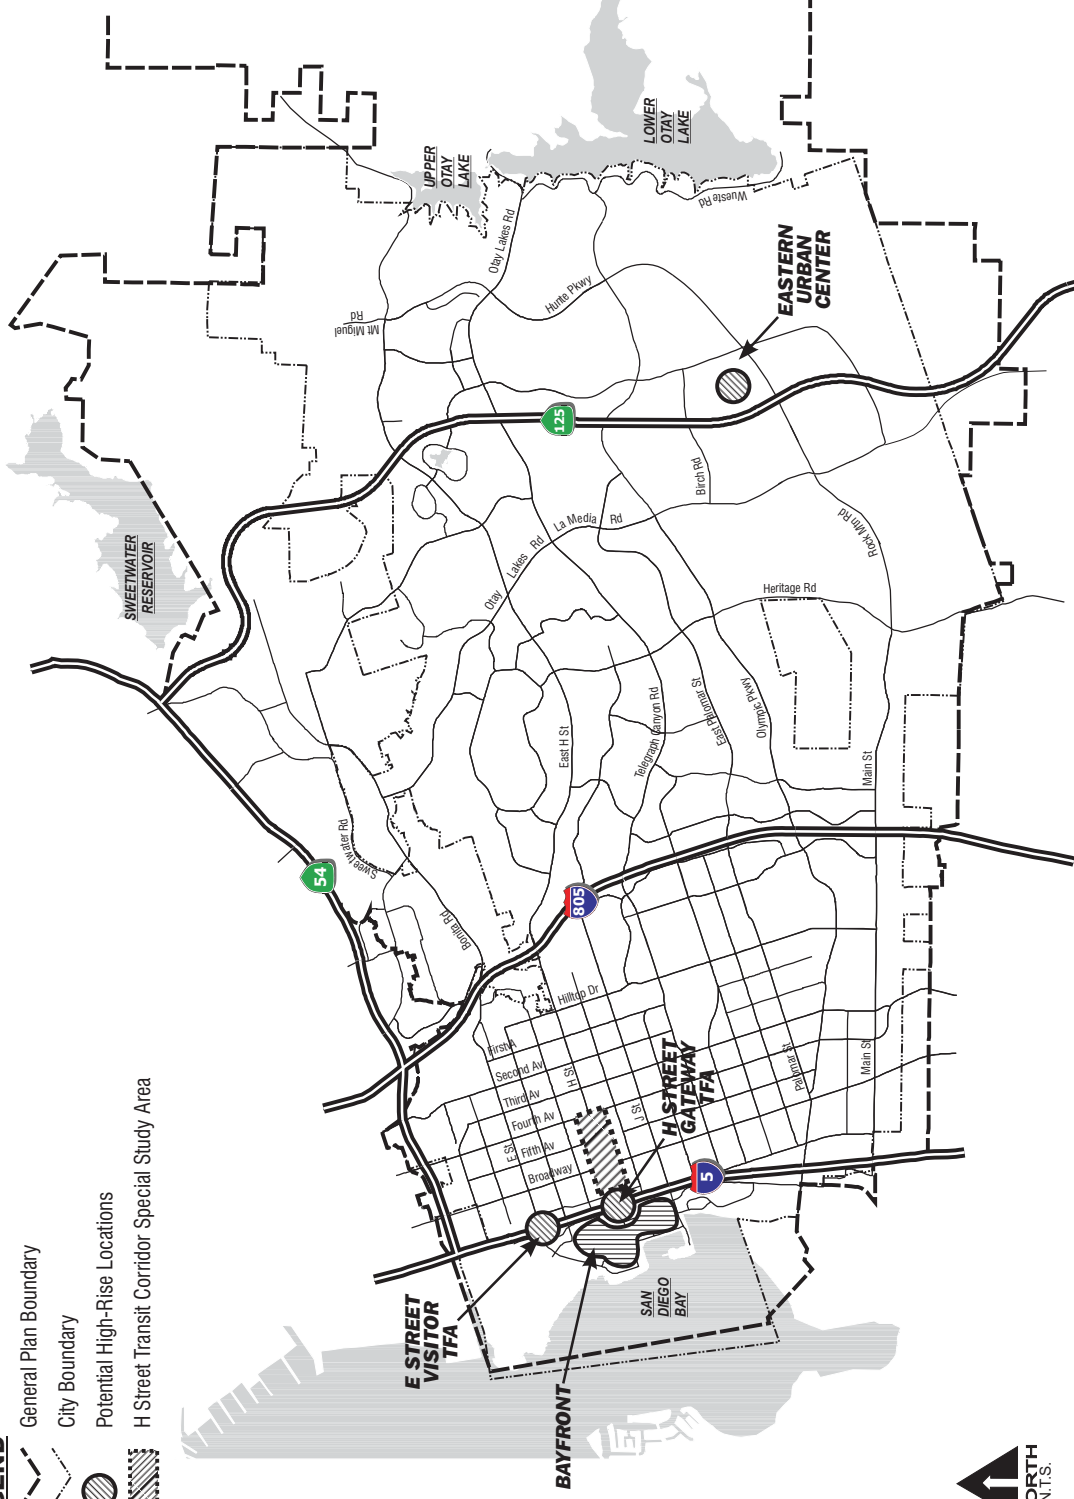 LEGEND
General Plan Boundary
City Boundary
Potential High-Rise Locations
H Street Transit Corridor Special Study Area
SWEETWATER
RESERVOIR
UPPER
OTAY
LAKE
LOWER
OTAY
LAKE
Wueste Rd
Otay Lakes Rd
Hunte Pkwy
Mt Miguel
Rd
EASTERN
URBAN
CENTER
125
Birch Rd
La Media Rd
Otay Lakes Rd
Rock Mtn Rd
Heritage Rd
East H St
Telegraph Canyon Rd
East Palomar St
Olympic Pkwy
Main St
Sweetwater Rd
54
Bonita Rd
805
Hilltop Dr
First A
Second Av
Third Av
Fourth Av
Fifth Av
Broadway
E St
H St
J St
Palomar St
Main St
H STREET
GATEWAY
TFA
5
E STREET
VISITOR
TFA
BAYFRONT
SAN
DIEGO
BAY
NORTH
N.T.S.